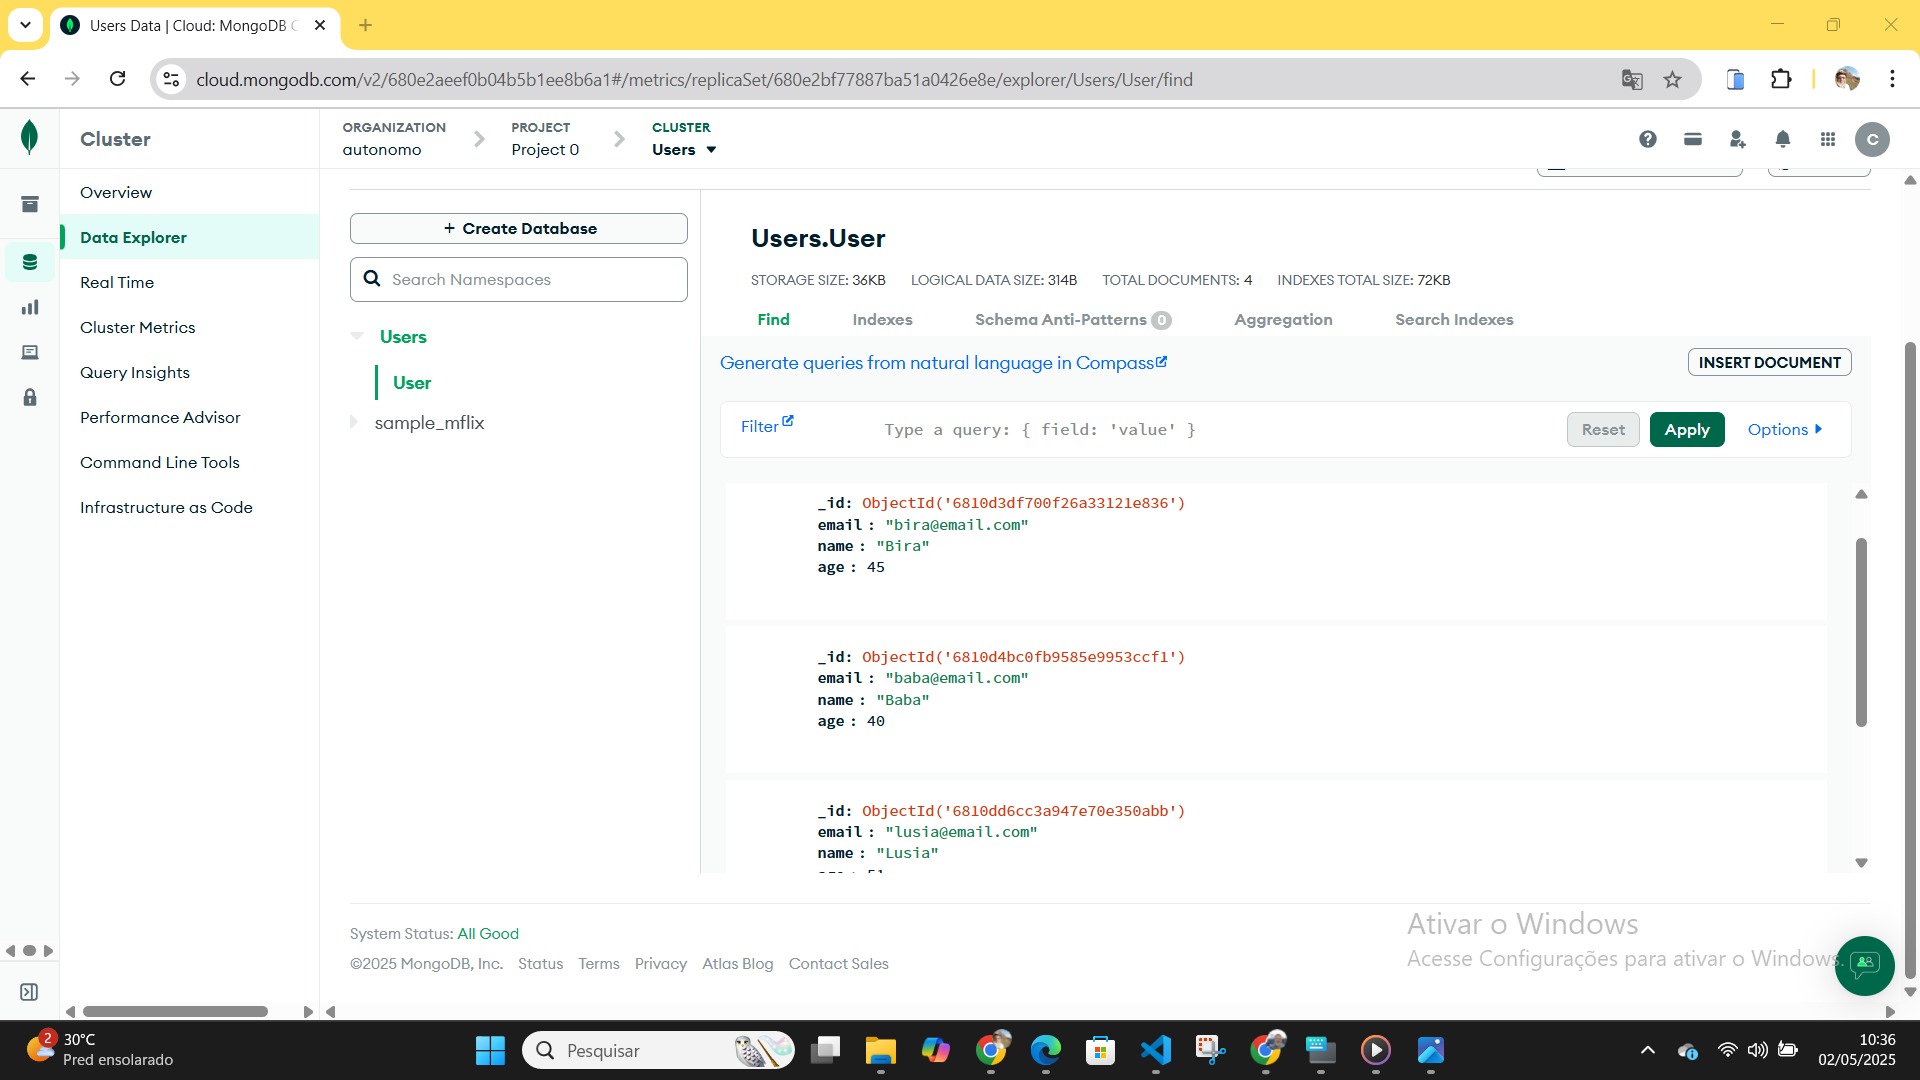 Users Data | Cloud: MongoDB C
cloud.mongodb.com/v2/680e2aeef0b04b5b1ee8b6a1#/metrics/replicaSet/680e2bf77887ba51a0426e8e/explorer/Users/User/find
Cluster
ORGANIZATION
autonomo
PROJECT
Project 0
CLUSTER
Users
C
Overview
Data Explorer
Real Time
Cluster Metrics
Query Insights
Performance Advisor
Command Line Tools
Infrastructure as Code
+ Create Database
Search Namespaces
Users
User
sample_mflix
Users.User
STORAGE SIZE: 36KB LOGICAL DATA SIZE: 314B TOTAL DOCUMENTS: 4 INDEXES TOTAL SIZE: 72KB
Find Indexes Schema Anti-Patterns 0 Aggregation Search Indexes
Generate queries from natural language in Compass
INSERT DOCUMENT
Filter
Type a query: { field: 'value' }
Reset
Apply
Options
_id: ObjectId('6810d3df700f26a33121e836')
email : "bira@email.com"
name : "Bira"
age : 45
_id: ObjectId('6810d4bc0fb9585e9953ccf1')
email : "baba@email.com"
name : "Baba"
age : 40
_id: ObjectId('6810dd6cc3a947e70e350abb')
email : "lusia@email.com"
name : "Lusia"
System Status: All Good
©2025 MongoDB, Inc. Status Terms Privacy Atlas Blog Contact Sales
Ativar o Windows
Acesse Configurações para ativar o Windows.
2
30°C
Pred ensolarado
Pesquisar
10:36
02/05/2025